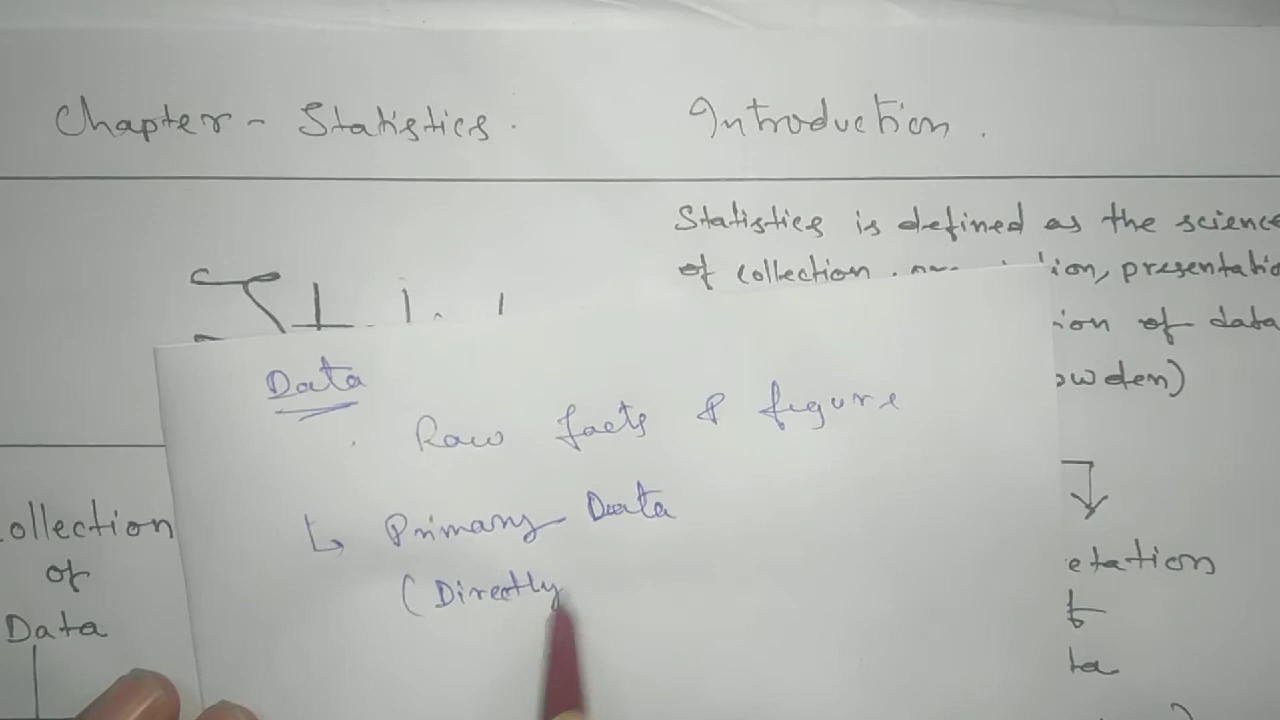 Chapter - Statistics.
Introduction.
Statistics is defined as the science
of collection
ion, presentatio
ion of data
owden)
Data
Raw facts & figure
↳ Primary Data
(Directly
ollection
of
Data
etation
f
ta